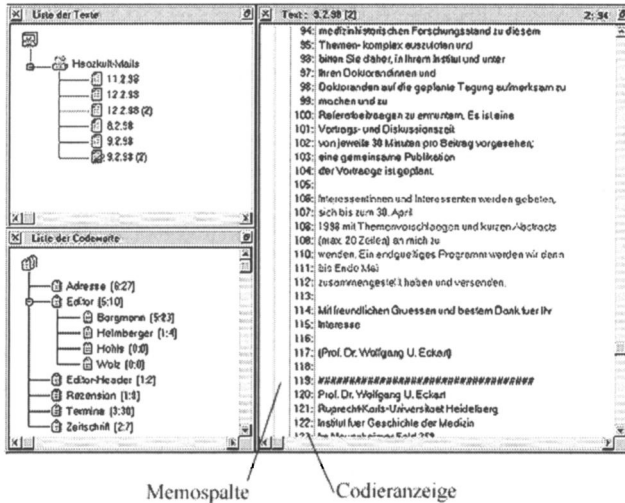 Liste der Texte
Hsozkult-Mails
11.2.98
12.2.98
12.2.98 (2)
8.2.98
9.2.98
9.2.98 (2)
Liste der Codeworte
Adresse [6:27]
Editor [5:10]
Borgmann [5:23]
Helmberger [1:4]
Hohls [0:0]
Wolz [0:0]
Editor-Header [1:2]
Rezension [1:8]
Termine [3:38]
Zeitschrift [2:7]
Text: 9.2.98 (2) 2: 94
94: medizinhistorischen Forschungsstand zu diesem
95: Themen- komplex auszuloten und
96: bitten Sie daher, in Ihrem Institut und unter
97: Ihren Doktorandinnen und
98: Doktoranden auf die geplante Tagung aufmerksam zu
99: machen und zu
100: Referatbeitraegen zu ermuntern. Es ist eine
101: Vortrags- und Diskussionszeit
102: von jeweils 30 Minuten pro Beitrag vorgesehen;
103: eine gemeinsame Publikation
104: der Vortraege ist geplant.
105:
106: Interessentinnen und Interessenten werden gebeten,
107: sich bis zum 30. April
108: 1998 mit Themenvorschlaegen und kurzen Abstracts
109: (max. 20 Zeilen) an mich zu
110: wenden. Ein endgueltiges Programm werden wir dann
111: bis Ende Mai
112: zusammengestellt haben und versenden.
113:
114: Mit freundlichen Gruessen und bestem Dank fuer Ihr
115: Interesse
116:
117: (Prof. Dr. Wolfgang U. Eckart)
118:
119: ##################################
120: Prof. Dr. Wolfgang U. Eckart
121: Ruprecht-Karls-Universitaet Heidelberg
122: Institut fuer Geschichte der Medizin
123: Im Neuenheimer Feld
Memospalte Codieranzeige